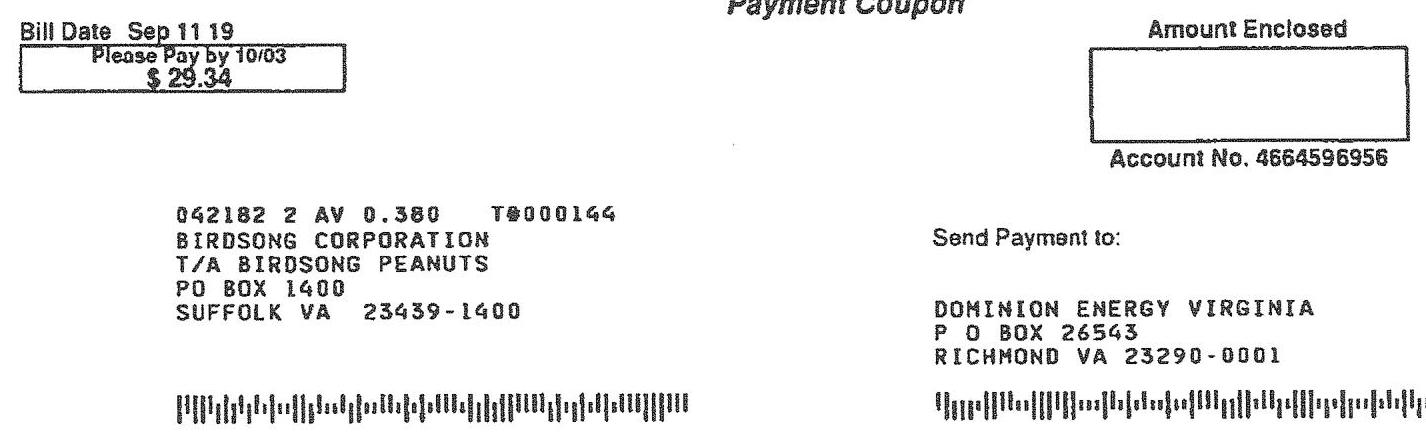 Payment Coupon
Bill Date Sep 11 19
Please Pay by 10/03
$ 29.34
Amount Enclosed
Account No. 4664596956
042182 2 AV 0.380 T#000144
BIRDSONG CORPORATION
T/A BIRDSONG PEANUTS
PO BOX 1400
SUFFOLK VA 23439-1400
Send Payment to:
DOMINION ENERGY VIRGINIA
P O BOX 26543
RICHMOND VA 23290-0001